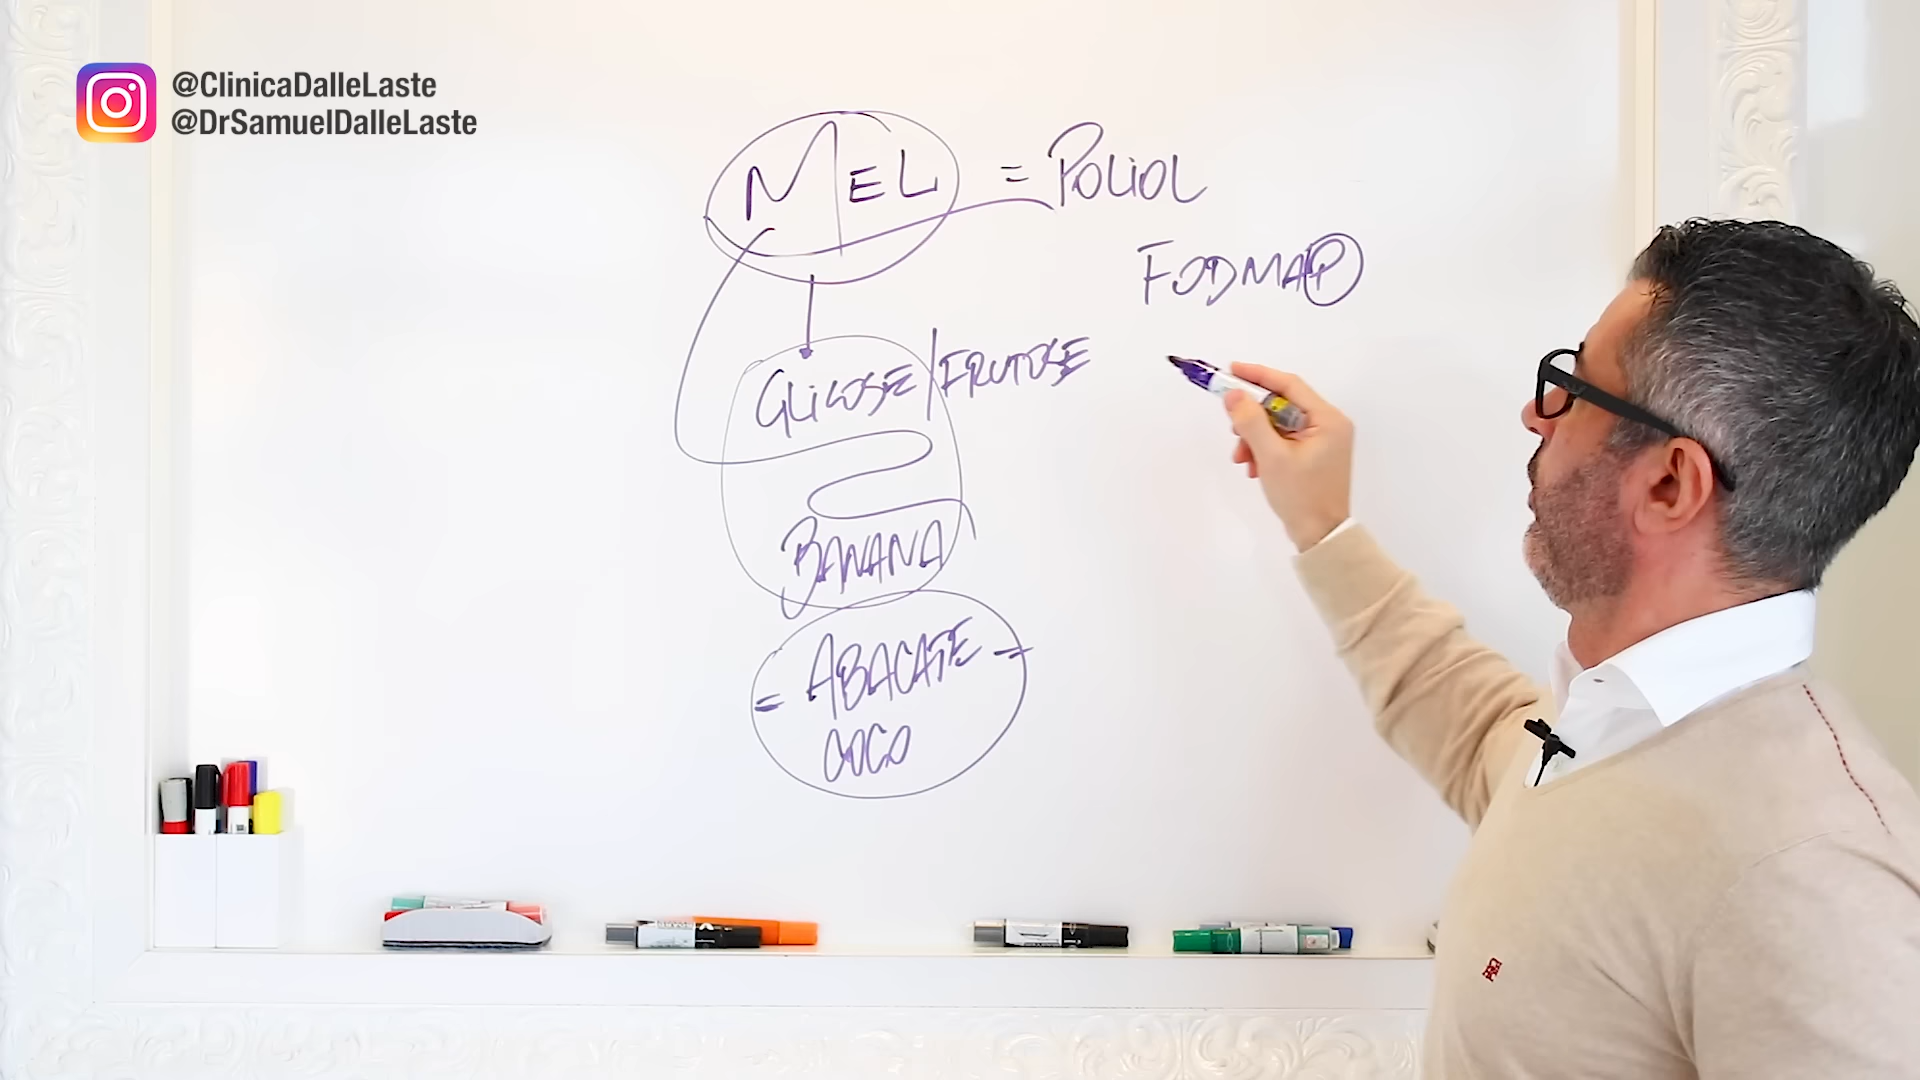 @ClinicaDalleLaste
@DrSamuelDalleLaste
MEL = POLIOL
FODMAP
GLICOSE/FRUTOSE
BANANA
= ABACATE =
COCO